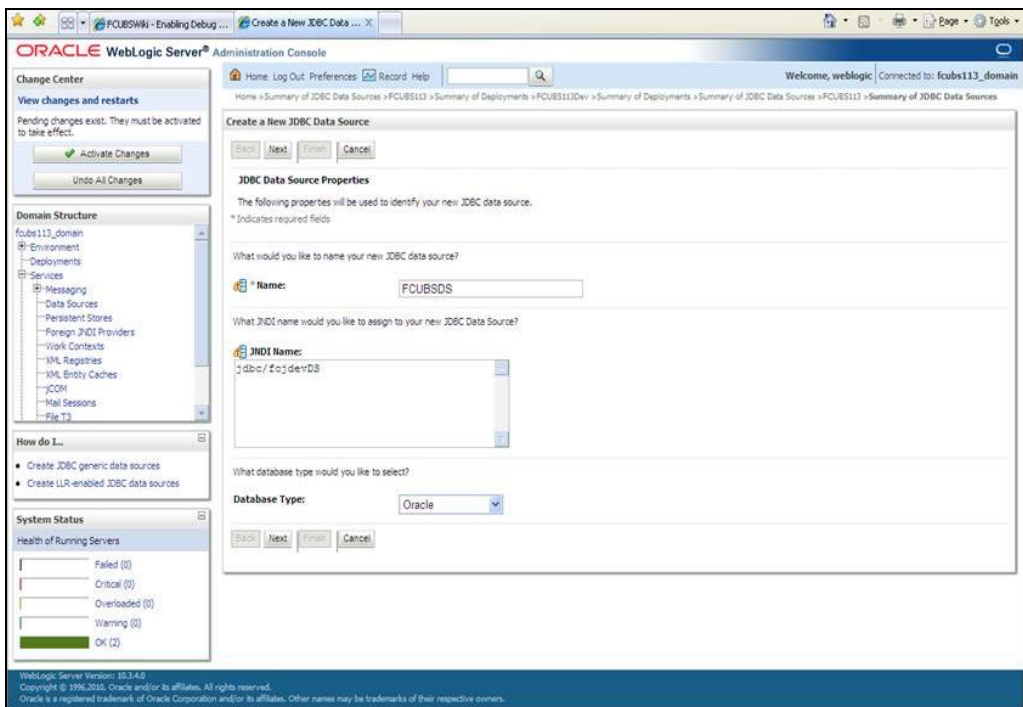 FCUBSWiki - Enabling Debug ...
Create a New JDBC Data ... X
Page
Tools
ORACLE WebLogic Server® Administration Console
Change Center
View changes and restarts
Pending changes exist. They must be activated
to take effect.
Activate Changes
Undo All Changes
Domain Structure
fcubs113_domain
Environment
Deployments
Services
Messaging
Data Sources
Persistent Stores
Foreign JNDI Providers
Work Contexts
XML Registries
XML Entity Caches
jCOM
Mail Sessions
File T3
How do I...
Create JDBC generic data sources
Create LLR-enabled JDBC data sources
System Status
Health of Running Servers
Failed (0)
Critical (0)
Overloaded (0)
Warning (0)
OK (2)
Home Log Out Preferences Record Help
Welcome, weblogic Connected to: fcubs113_domain
Home >Summary of JDBC Data Sources >FCUBS113 >Summary of Deployments >FCUBS113Dev >Summary of Deployments >Summary of JDBC Data Sources >FCUBS113 >Summary of JDBC Data Sources
Create a New JDBC Data Source
Back Next Finish Cancel
JDBC Data Source Properties
The following properties will be used to identify your new JDBC data source.
* Indicates required fields
What would you like to name your new JDBC data source?
* Name: FCUBSDS
What JNDI name would you like to assign to your new JDBC Data Source?
JNDI Name:
jdbc/fcjdevDS
What database type would you like to select?
Database Type: Oracle
Back Next Finish Cancel
WebLogic Server Version: 10.3.4.0
Copyright © 1996,2010, Oracle and/or its affiliates. All rights reserved.
Oracle is a registered trademark of Oracle Corporation and/or its affiliates. Other names may be trademarks of their respective owners.